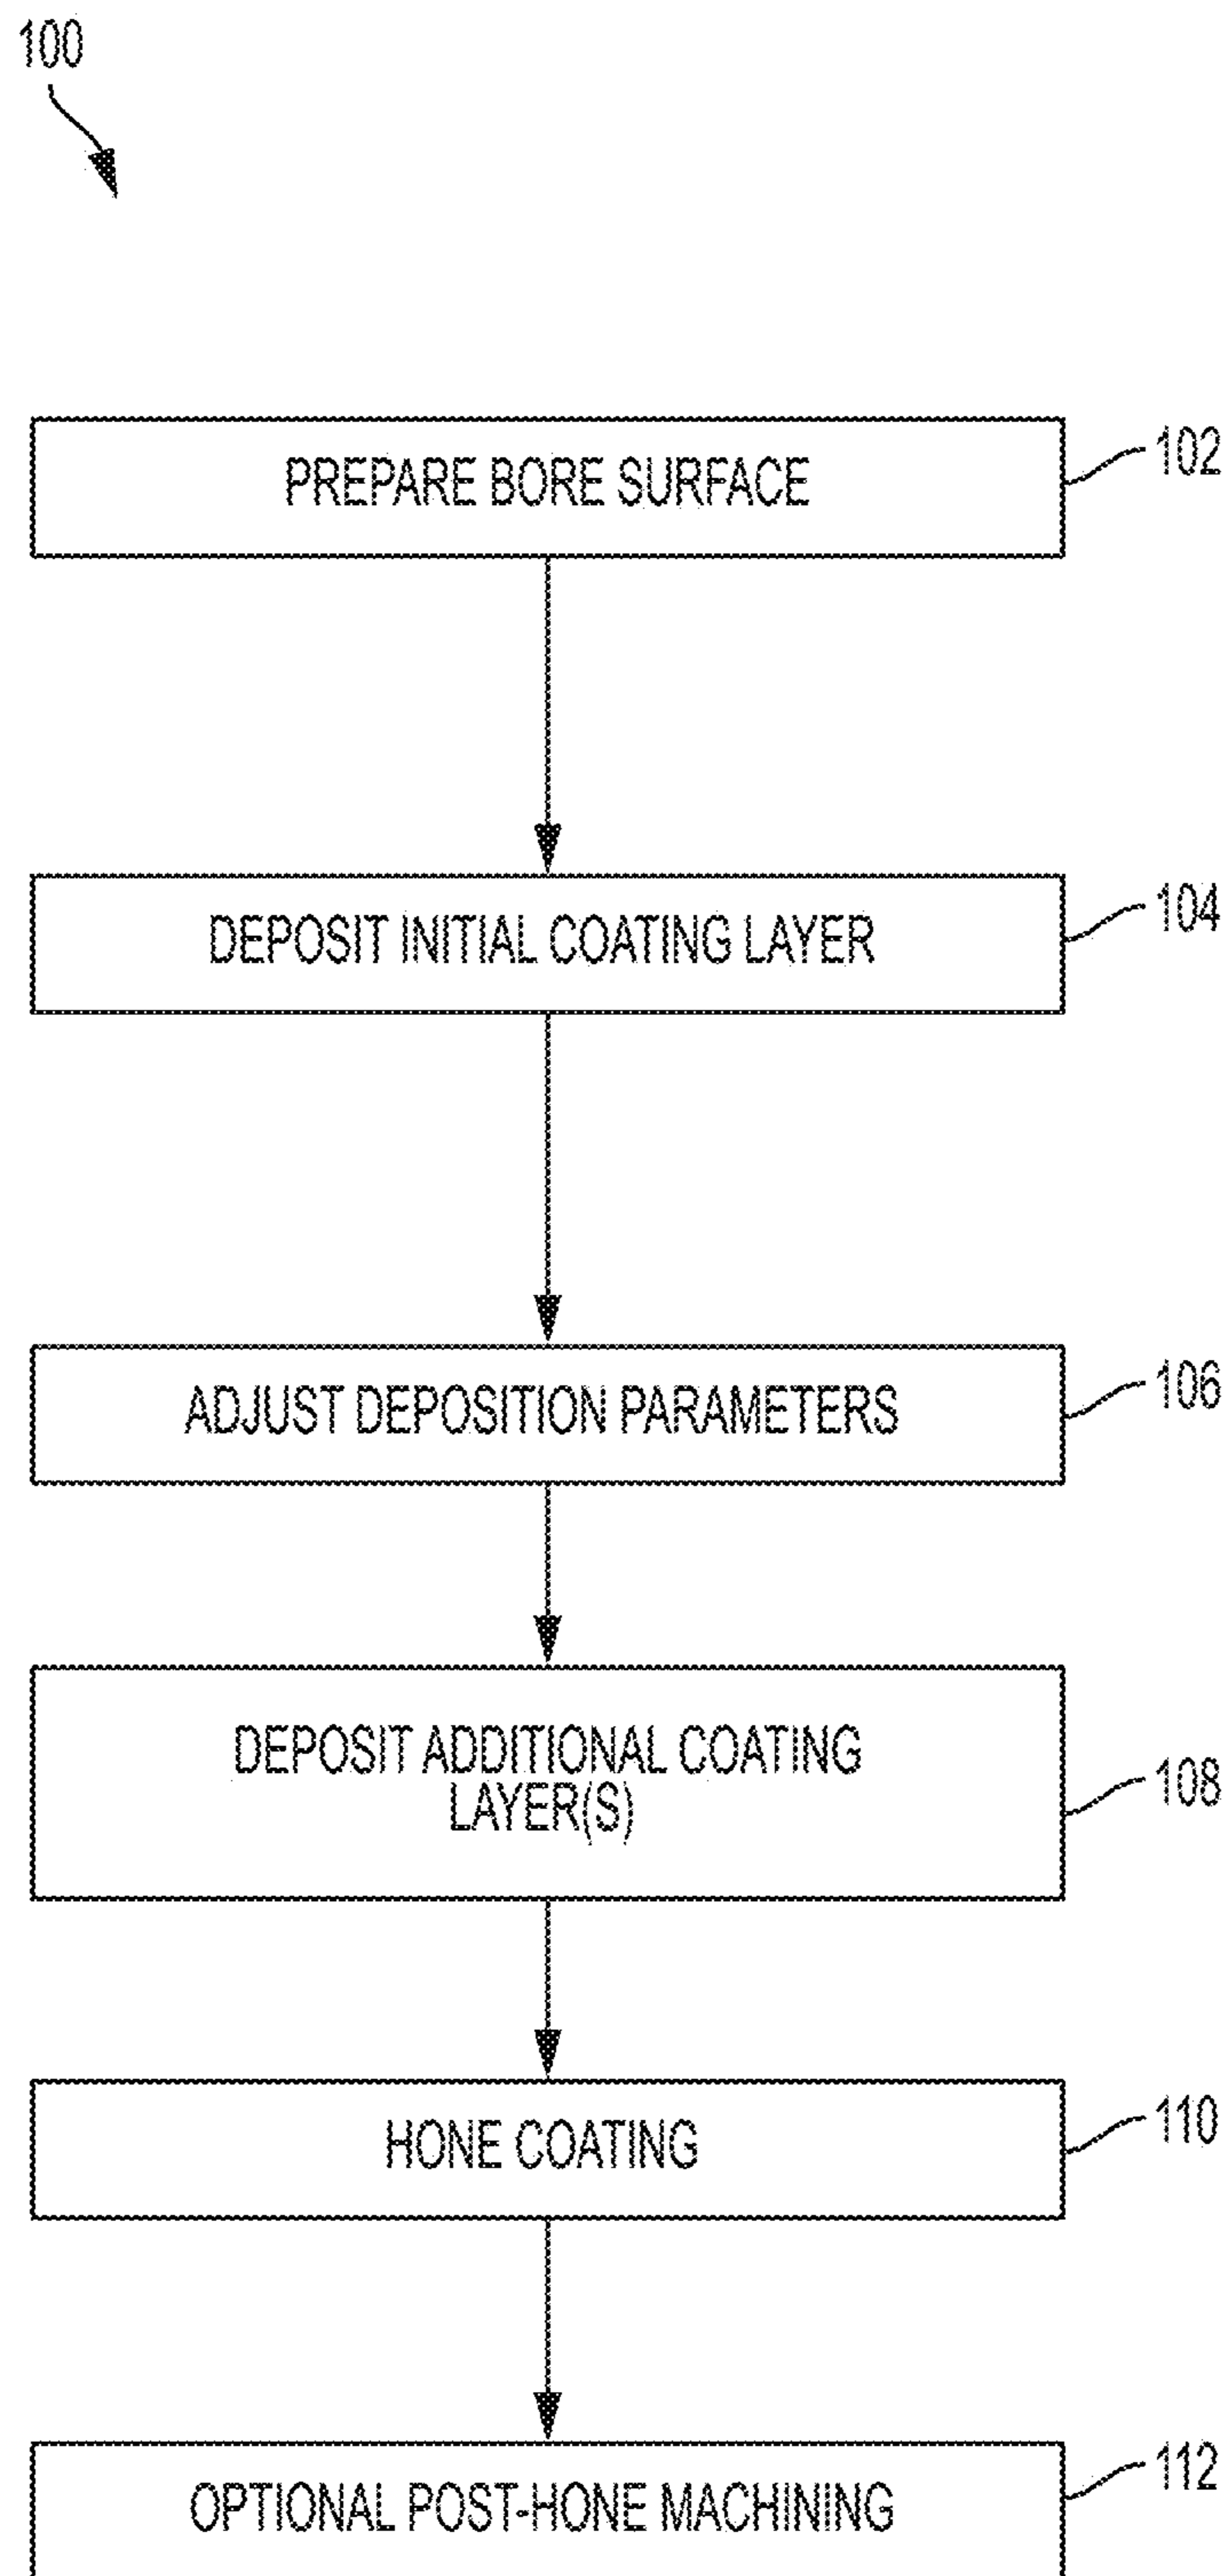 100
PREPARE BORE SURFACE
102
DEPOSIT INITIAL COATING LAYER
104
ADJUST DEPOSITION PARAMETERS
106
DEPOSIT ADDITIONAL COATING
LAYER(S)
108
HONE COATING
110
OPTIONAL POST-HONE MACHINING
112